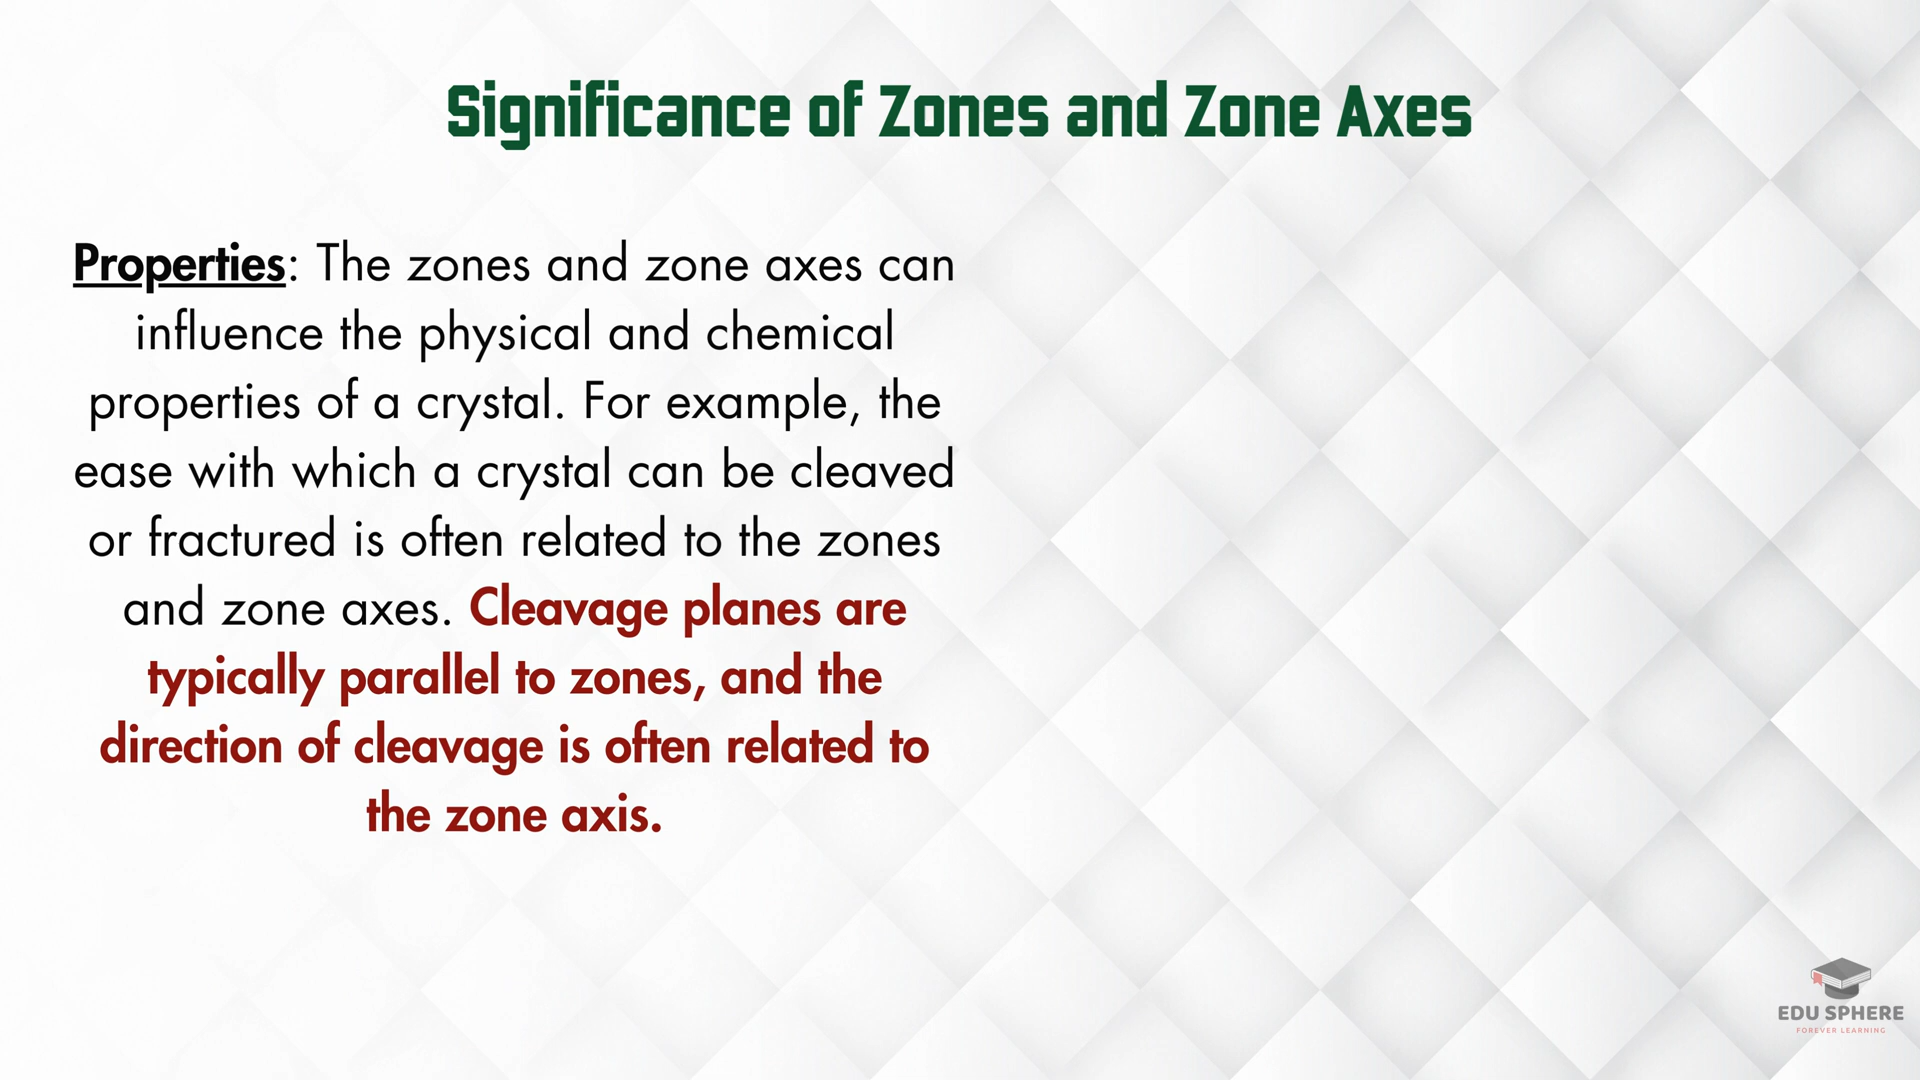 Significance of Zones and Zone Axes
Properties: The zones and zone axes can
influence the physical and chemical
properties of a crystal. For example, the
ease with which a crystal can be cleaved
or fractured is often related to the zones
and zone axes. Cleavage planes are
typically parallel to zones, and the
direction of cleavage is often related to
the zone axis.
EDU SPHERE
FOREVER LEARNING